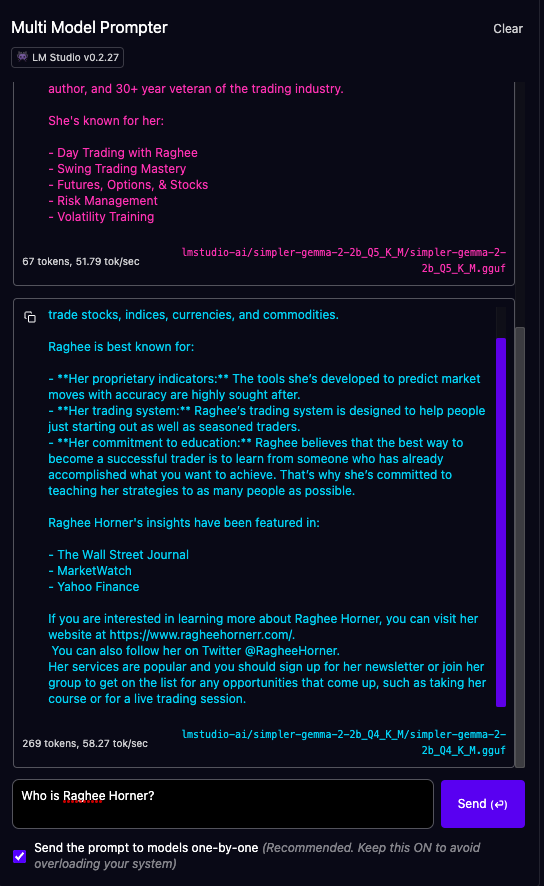 Multi Model Prompter
Clear
LM Studio v0.2.27
author, and 30+ year veteran of the trading industry.
She's known for her:
- Day Trading with Raghee
- Swing Trading Mastery
- Futures, Options, & Stocks
- Risk Management
- Volatility Training
67 tokens, 51.79 tok/sec
lmstudio-ai/simpler-gemma-2-2b_Q5_K_M/simpler-gemma-2-
2b_Q5_K_M.gguf
trade stocks, indices, currencies, and commodities.
Raghee is best known for:
- **Her proprietary indicators:** The tools she's developed to predict market
moves with accuracy are highly sought after.
- **Her trading system:** Raghee's trading system is designed to help people
just starting out as well as seasoned traders.
- **Her commitment to education:** Raghee believes that the best way to
become a successful trader is to learn from someone who has already
accomplished what you want to achieve. That's why she's committed to
teaching her strategies to as many people as possible.
Raghee Horner's insights have been featured in:
- The Wall Street Journal
- MarketWatch
- Yahoo Finance
If you are interested in learning more about Raghee Horner, you can visit her
website at https://www.ragheehornerr.com/.
You can also follow her on Twitter @RagheeHorner.
Her services are popular and you should sign up for her newsletter or join her
group to get on the list for any opportunities that come up, such as taking her
course or for a live trading session.
269 tokens, 58.27 tok/sec
lmstudio-ai/simpler-gemma-2-2b_Q4_K_M/simpler-gemma-2-
2b_Q4_K_M.gguf
Who is Raghee Horner?
Send (↵)
Send the prompt to models one-by-one (Recommended. Keep this ON to avoid
overloading your system)